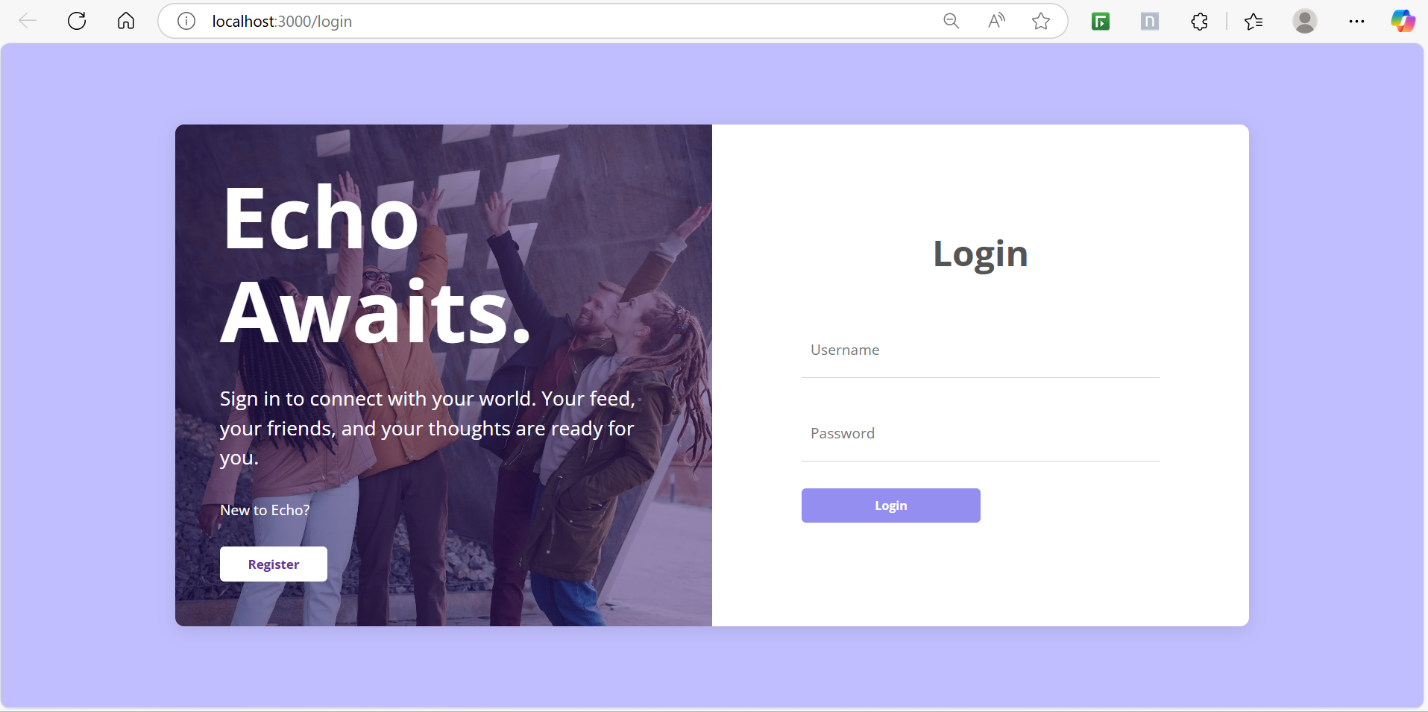 localhost:3000/login
Echo
Awaits.
Sign in to connect with your world. Your feed,
your friends, and your thoughts are ready for
you.
New to Echo?
Register
Login
Username
Password
Login